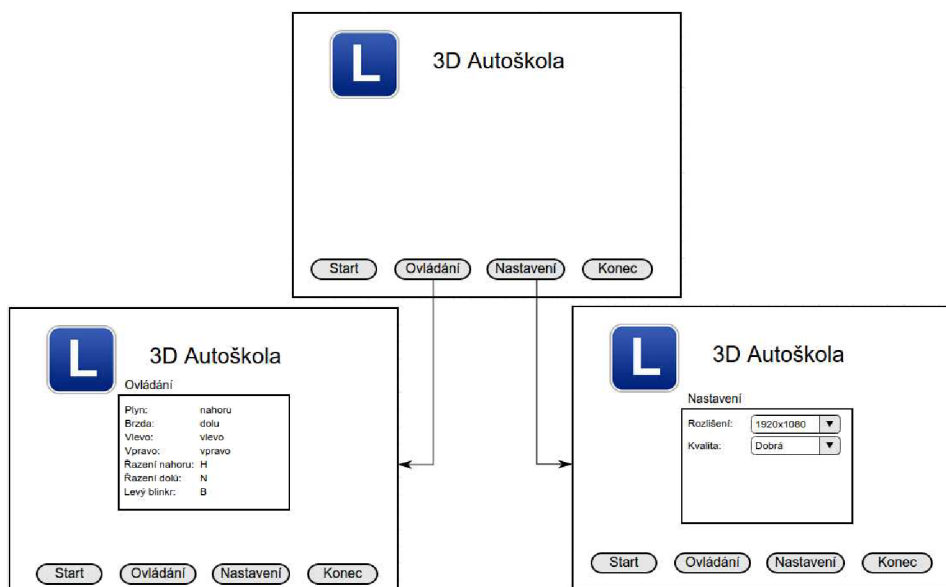 L
3D Autoškola
Start Ovládání Nastavení Konec
L
3D Autoškola
Ovládání
Plyn: nahoru
Brzda: dolu
Vlevo: vlevo
Vpravo: vpravo
Řazení nahoru: H
Řazení dolů: N
Levý blinkr: B
Start Ovládání Nastavení Konec
L
3D Autoškola
Nastavení
Rozlišení: 1920x1080
Kvalita: Dobrá
Start Ovládání Nastavení Konec